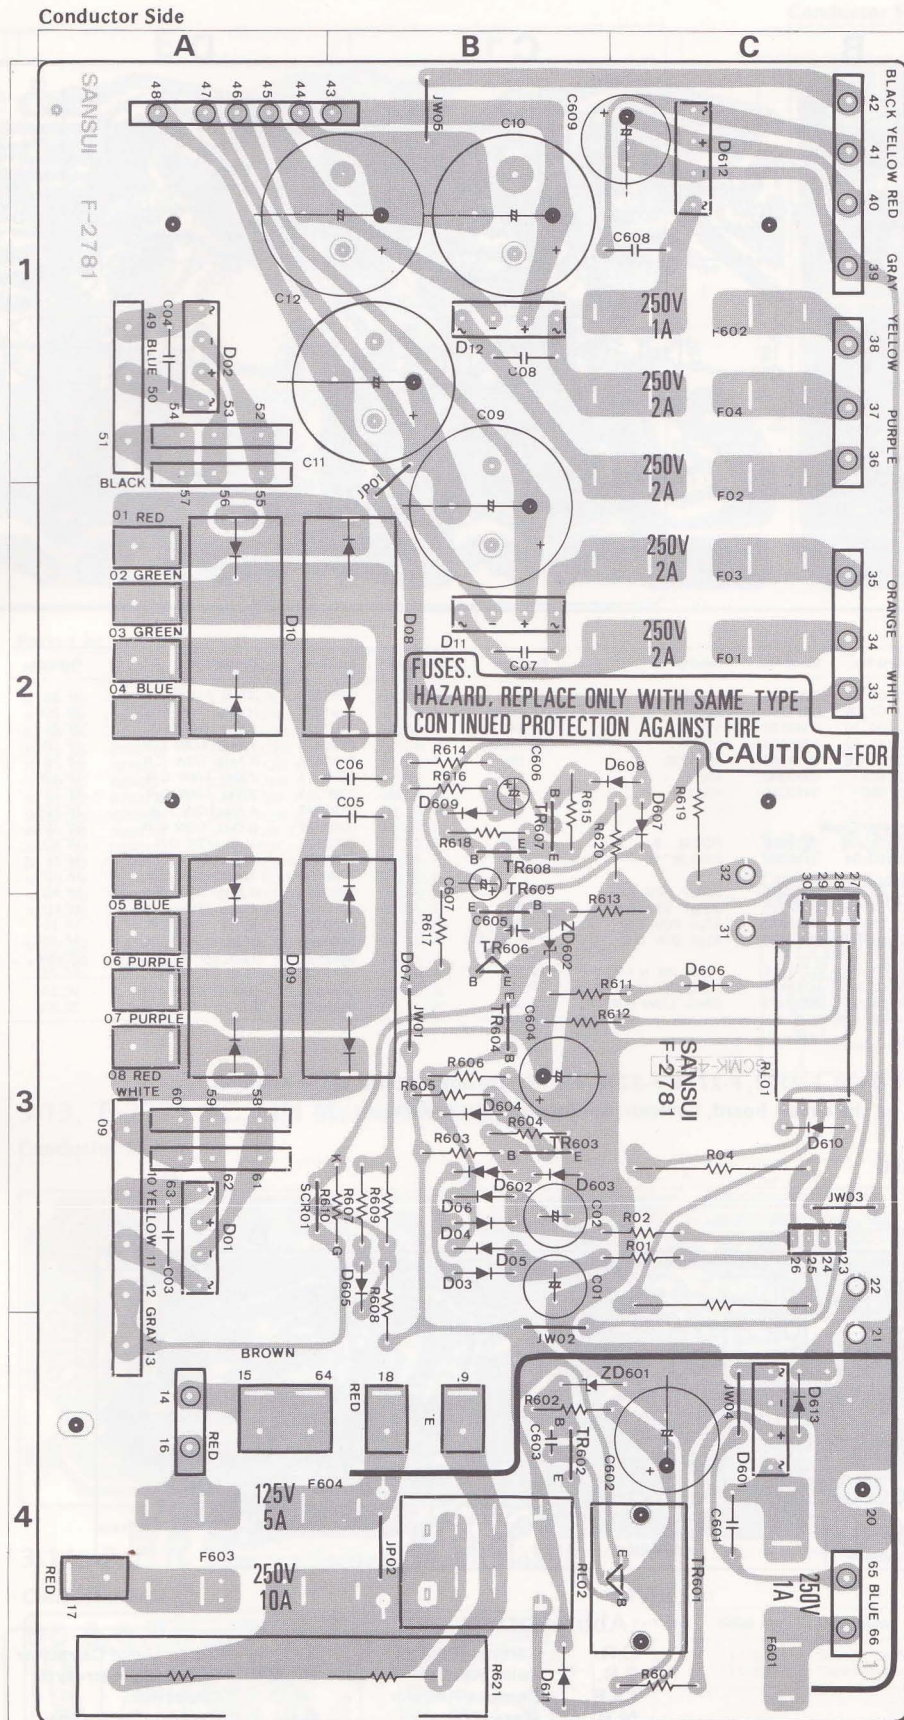 Conductor Side
A B C
1
48 47 46 45 44 43
SANSUI F-2781
JW05
C10
C609
D612
42 41 40 39
BLACK YELLOW RED GRAY
C608
C12
250V
1A
F602
49 BLUE 50
C04
D02
D12
C08
38 37 36
YELLOW PURPLE
250V
2A
F04
54 53 52
51
C09
BLACK
57 56 55
C11
JP01
250V
2A
F02
2
01 RED
02 GREEN
03 GREEN
04 BLUE
D10
D08
250V
2A
F03
D11
C07
250V
2A
F01
35 34 33
ORANGE WHITE
FUSES.
HAZARD, REPLACE ONLY WITH SAME TYPE
CONTINUED PROTECTION AGAINST FIRE
CAUTION-FOR
C06
C05
R614
R616
C606
D609
R618
B
TR607
E
R615
D608
D607
R620
R619
E
B
TR608
TR605
C607
R617
E
B
C605
TR606
B E
ZD602
R613
32
31
30 29 28 27
05 BLUE
06 PURPLE
07 PURPLE
08 RED
D09
D07
JW01
E
TR604
B
C604
R611
R612
D606
RL01
3
SANSUI
F-2781
R606
R605
D604
R604
R603
B
TR603
E
D602
D603
D610
R04
WHITE
09
60 59 58
10 YELLOW 11
63 62 61
C03
D01
K
SCR01
R610
R607
R609
G
D06
D04
D05
D03
C02
C01
R02
R01
JW03
26 25 24 23
22
21
D605
R608
12 GRAY 13
JW02
BROWN
15 64
18
RED
E
14
16
RED
ZD601
R602
B
C603
TR602
E
C602
JW04
D613
D601
4
F604
125V
5A
C601
20
F603
250V
10A
JP02
RL02
E
B
TR601
RED
17
250V
1A
F601
65 BLUE 66
1
R621
D611
R601